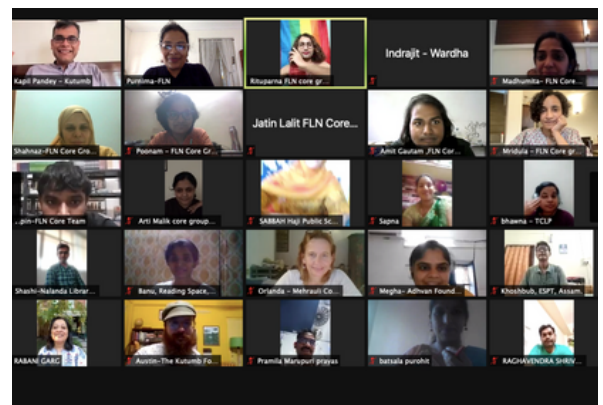 Kapil Pandey - Kutumb
Purnima-FLN
Rituparna FLN core gr...
Indrajit - Wardha
Madhumita- FLN Core...
Shahnaz-FLN Core Gro...
Poonam - FLN Core Gr...
Jatin Lalit FLN Core...
Amit Gautam ,FLN Cor...
Mridula - FLN Core gr...
...pin-FLN Core Team
Arti Malik core group...
SABBAH Haji Public Sc...
Sapna
bhawna - TCLP
Shashi-Nalanda Librar...
Banu, Reading Space,...
Orlanda - Mehrauli Co...
Megha- Adhvan Found...
Khoshbub, ESPT, Assam
RABANI GARG
Austin-The Kutumb Fo...
Pramila Marupuri prayas
batsala purohit
RAGHAVENDRA SHRIV...